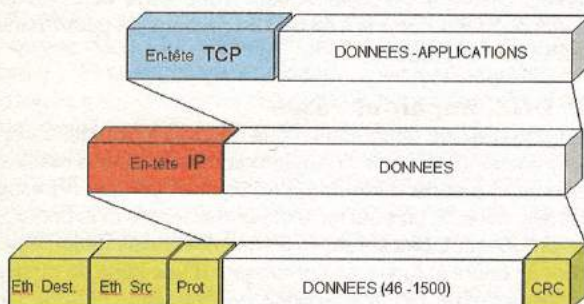 En-tête TCP DONNEES - APPLICATIONS
En-tête IP DONNEES
Eth Dest. Eth Src Prot DONNEES (46 -1500) CRC